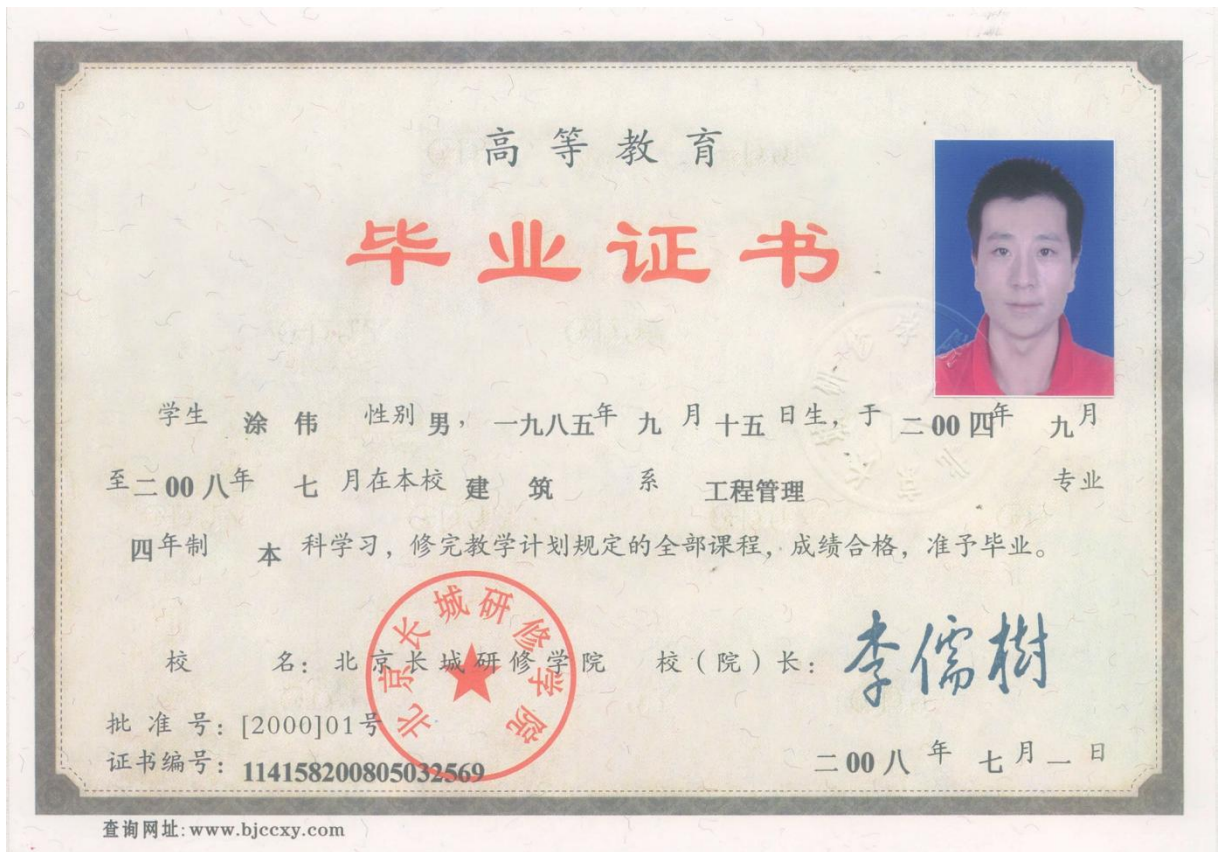 高等教育
毕业证书
学生 涂伟 性别 男，一九八五年 九 月 十五 日生，于 二00四年 九月
至二00八年 七 月在本校 建筑 系 工程管理 专业
四年制 本 科学习，修完教学计划规定的全部课程，成绩合格，准予毕业。
校 名：北京长城研修学院 校（院）长：李儒树
北京长城研修学院
批准号：[2000]01号
证书编号：114158200805032569
二00八 年 七月 一 日
查询网址：www.bjccxy.com